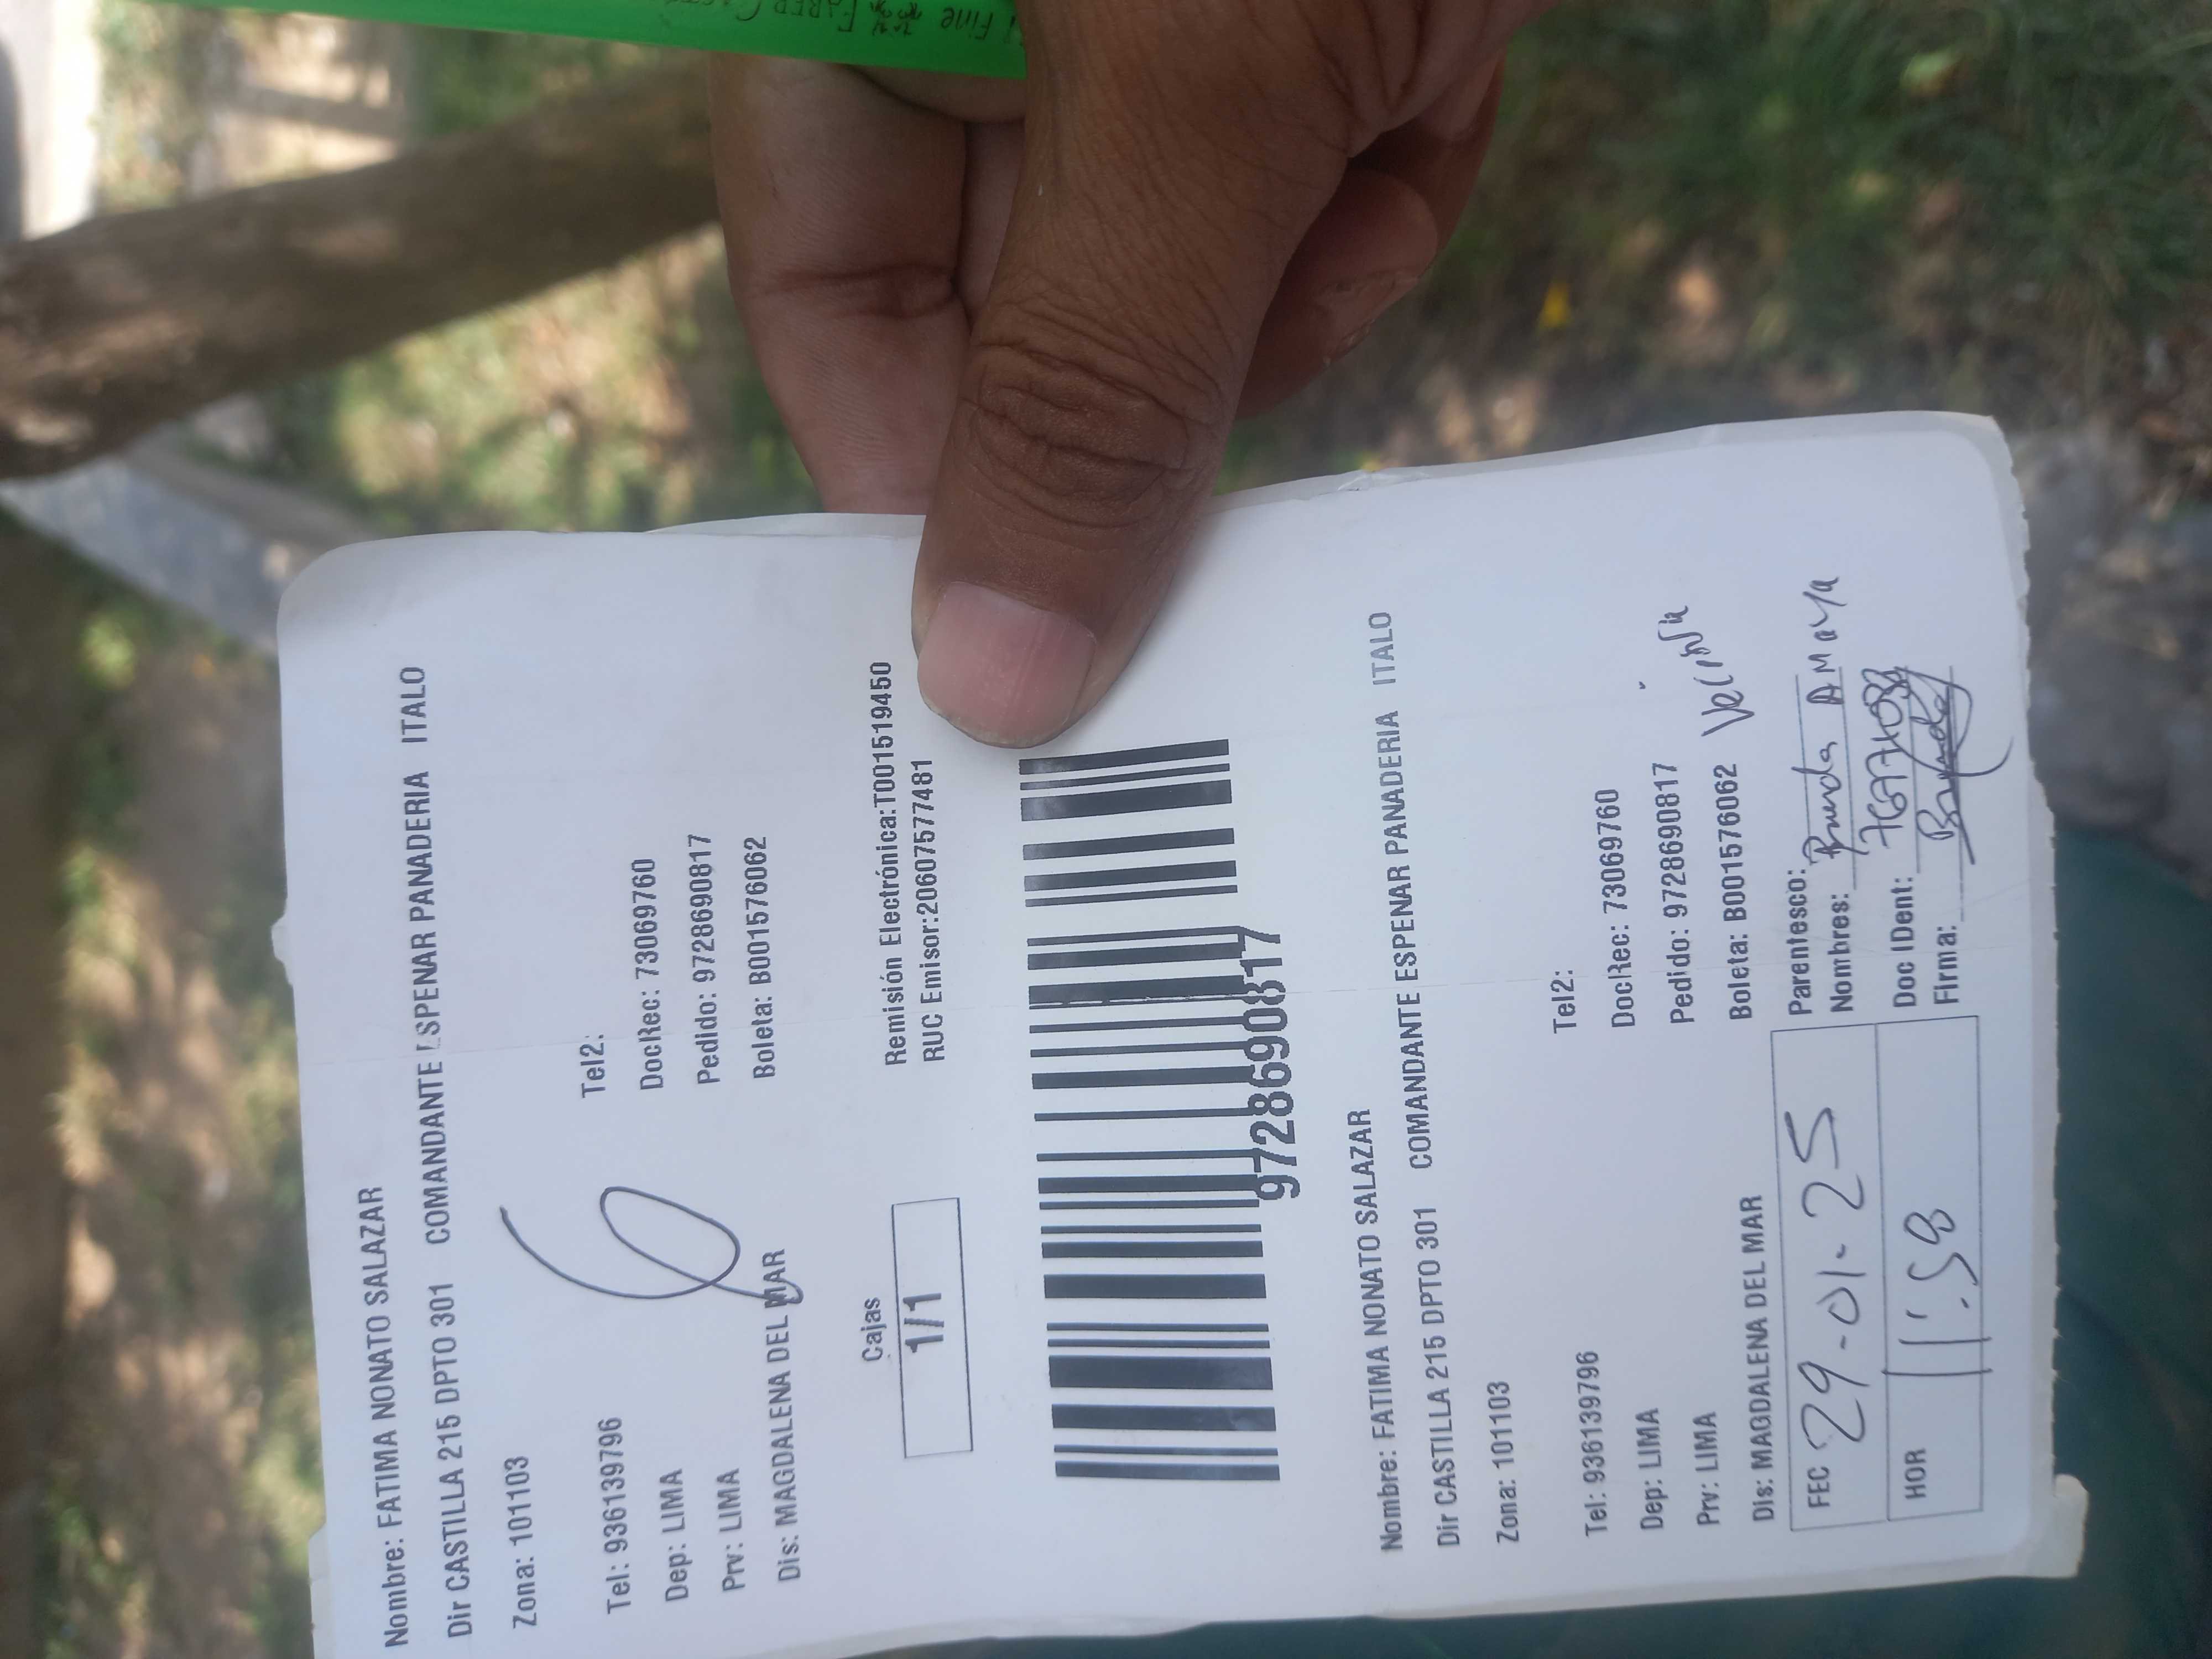 Nombre: FATIMA NONATO SALAZAR
Dir CASTILLA 215 DPTO 301 COMANDANTE ESPENAR PANADERIA ITALO
Zona: 101103
Tel: 936139796 Tel2:
Dep: LIMA DocRec: 73069760
Prv: LIMA Pedido: 9728690817
Dis: MAGDALENA DEL MAR Boleta: B001576062
Cajas
1/1
Remisión Electrónica:T001519450
RUC Emisor:20607577481
9728690817
Nombre: FATIMA NONATO SALAZAR
Dir CASTILLA 215 DPTO 301 COMANDANTE ESPENAR PANADERIA ITALO
Zona: 101103
Tel: 936139796 Tel2:
Dep: LIMA DocRec: 73069760
Prv: LIMA Pedido: 9728690817
Dis: MAGDALENA DEL MAR Boleta: B001576062
FEC 29-01-25
HOR 11:58
Parentesco: Vecina
Nombres: Brenda Amaya
Doc IDent:
Firma:
Fine